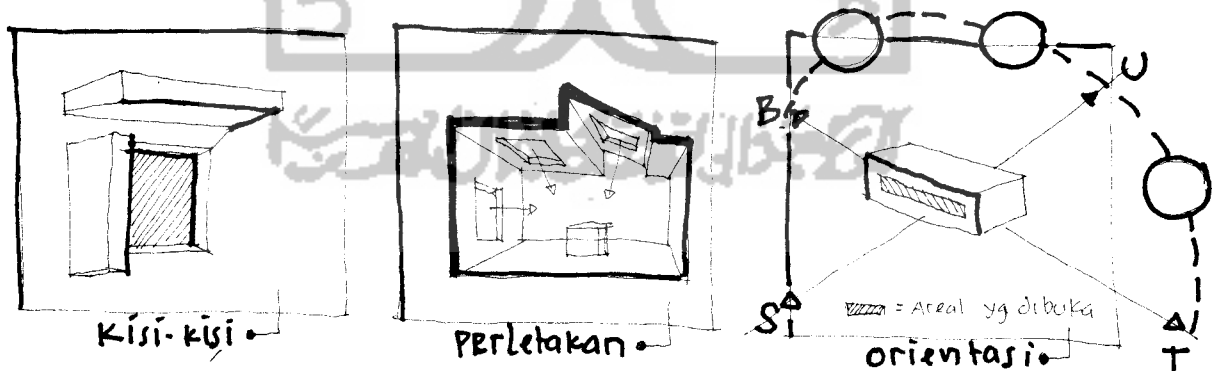 U
B
S
= Areal yg dibuka
T
Kisi-kisi
PERletakan
orientasi